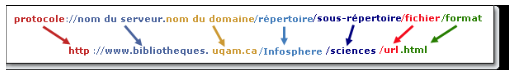 protocole://nom du serveur.nom du domaine/répertoire/sous-répertoire/fichier/format
http ://www.bibliotheques. uqam.ca/Infosphere /sciences /url .html